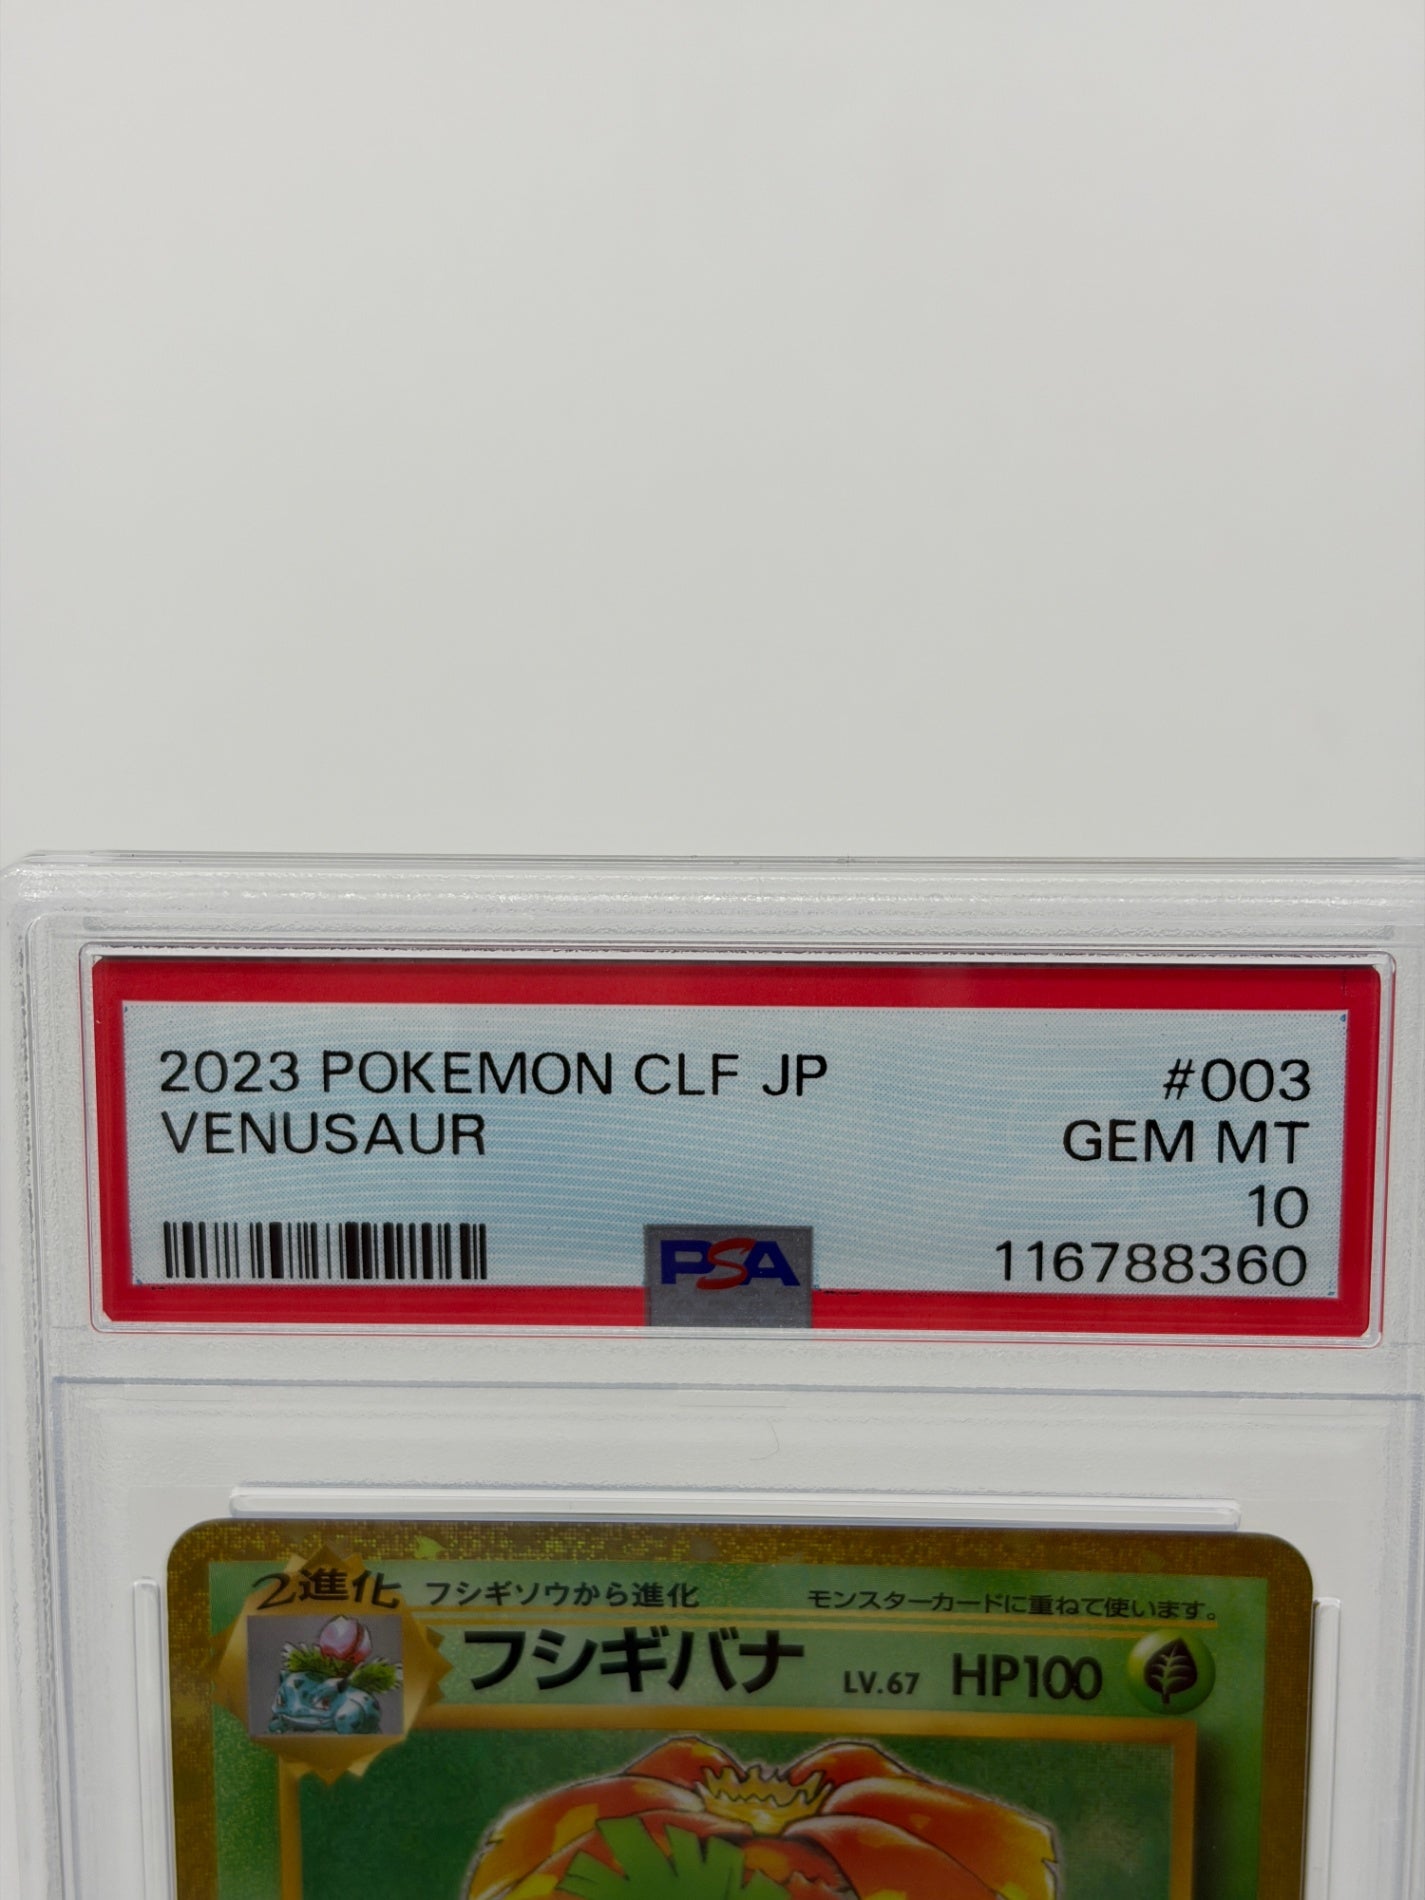 2023 POKEMON CLF JP #003
VENUSAUR GEM MT
10
PSA 116788360
2進化 フシギソウから進化 モンスターカードに重ねて使います。
フシギバナ LV.67 HP100